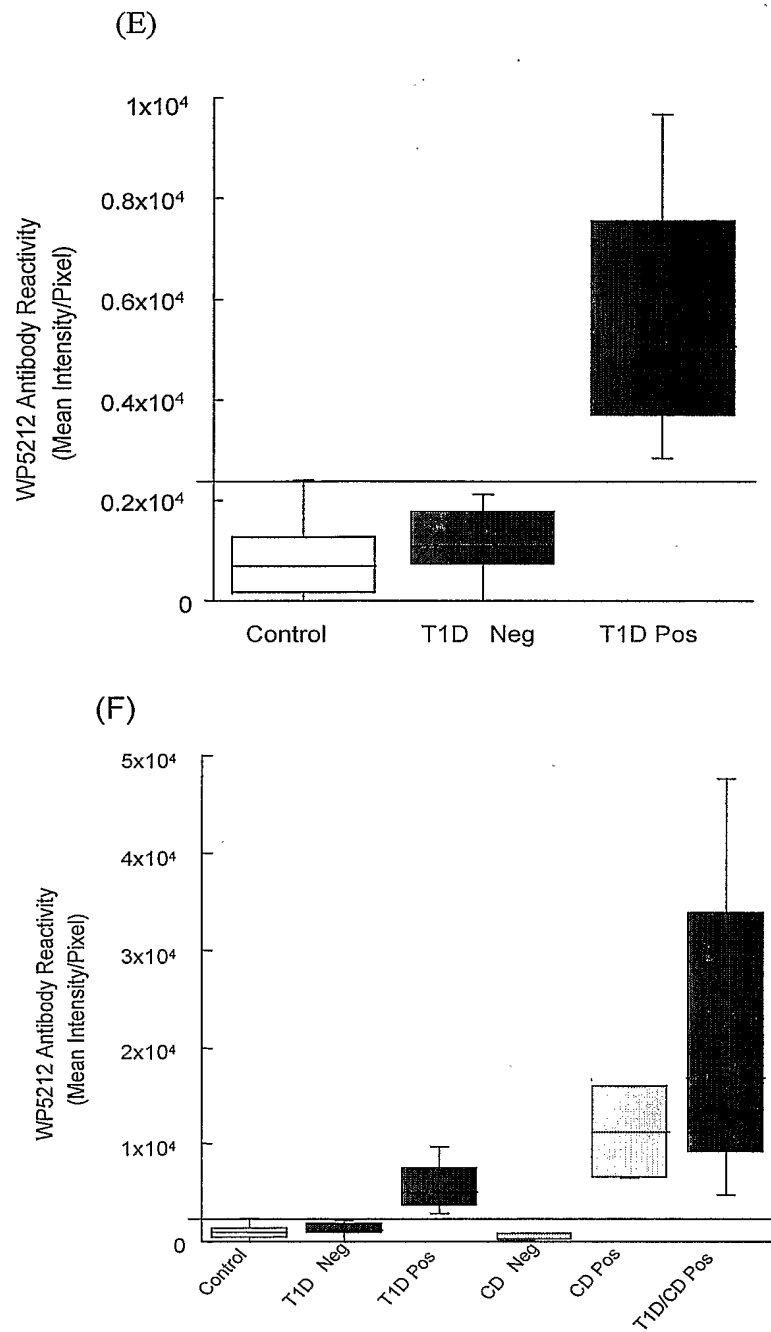 (E)
WP5212 Antibody Reactivity
(Mean Intensity/Pixel)
1x10⁴
0.8x10⁴
0.6x10⁴
0.4x10⁴
0.2x10⁴
0
Control
T1D Neg
T1D Pos
(F)
WP5212 Antibody Reactivity
(Mean Intensity/Pixel)
5x10⁴
4x10⁴
3x10⁴
2x10⁴
1x10⁴
0
Control
T1D Neg
T1D Pos
CD Neg
CD Pos
T1D/CD Pos